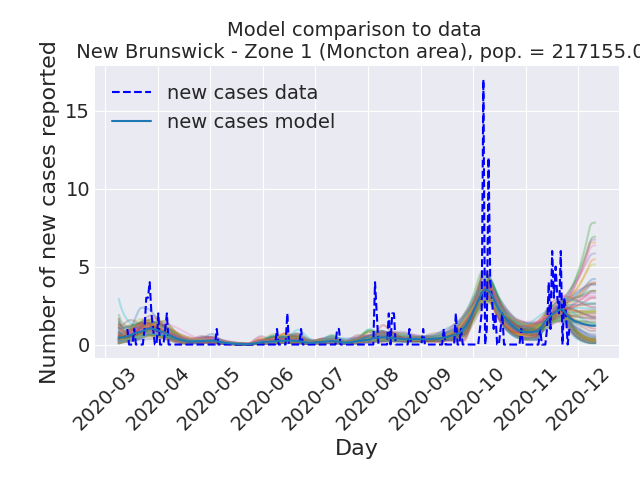 Model comparison to data
New Brunswick - Zone 1 (Moncton area), pop. = 217155.0
Number of new cases reported
new cases data
new cases model
15
10
5
0
2020-03
2020-04
2020-05
2020-06
2020-07
2020-08
2020-09
2020-10
2020-11
2020-12
Day